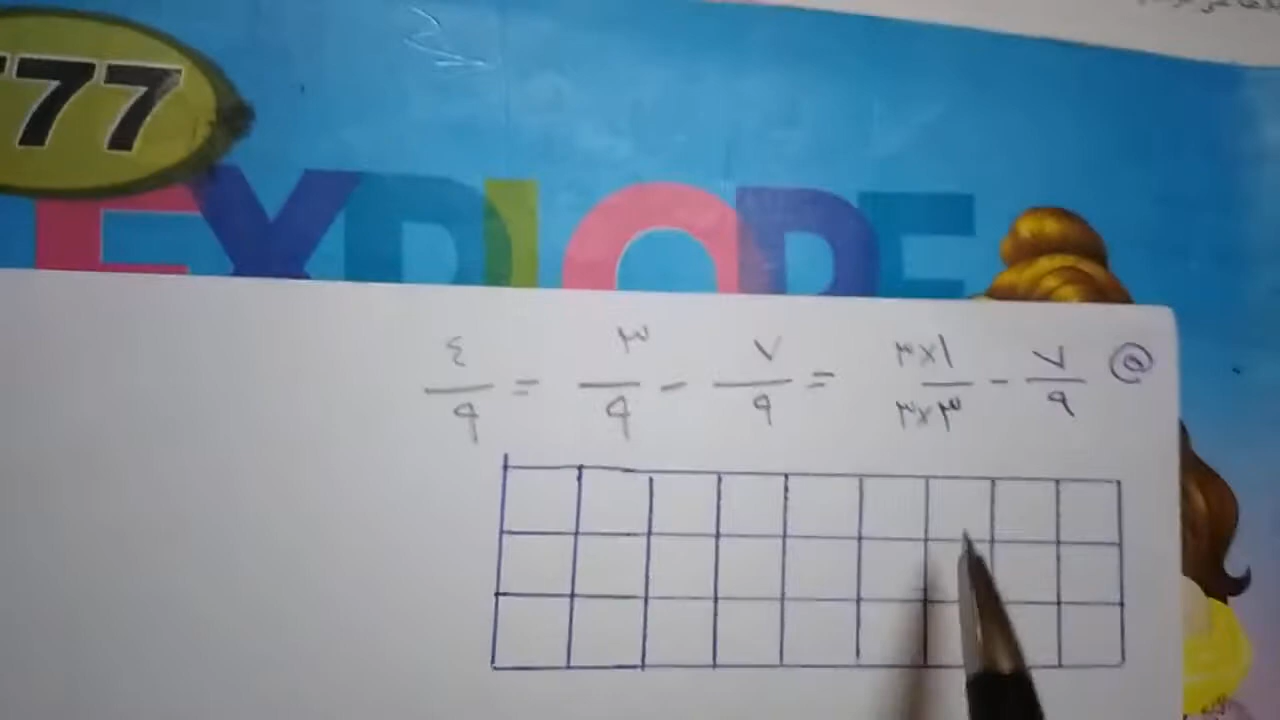 77
EXPLORE
@ ٧/٩ - ١×٣/٣×٣ = ٧/٩ - ٣/٩ = ٤/٩